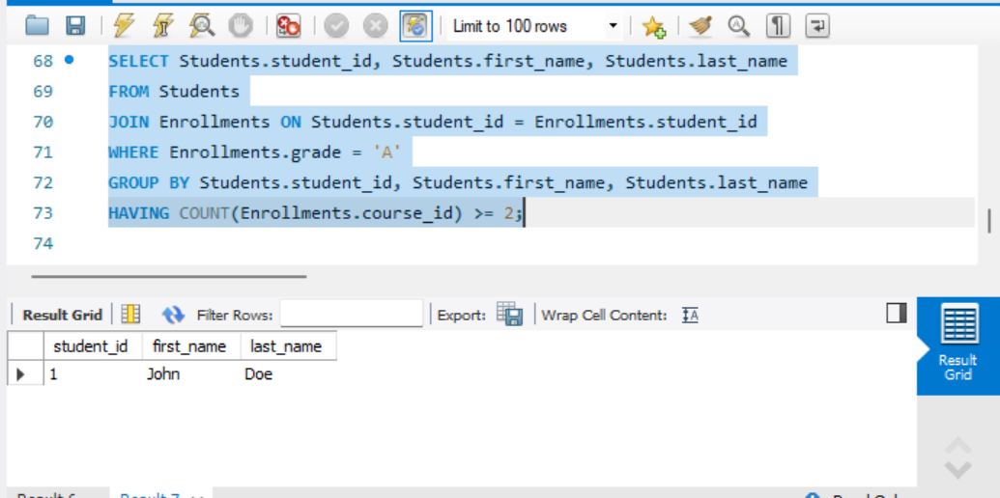 Limit to 100 rows
68 SELECT Students.student_id, Students.first_name, Students.last_name
69 FROM Students
70 JOIN Enrollments ON Students.student_id = Enrollments.student_id
71 WHERE Enrollments.grade = 'A'
72 GROUP BY Students.student_id, Students.first_name, Students.last_name
73 HAVING COUNT(Enrollments.course_id) >= 2;
74
Result Grid Filter Rows: Export: Wrap Cell Content: IA
student_id first_name last_name
1 John Doe
Result
Grid